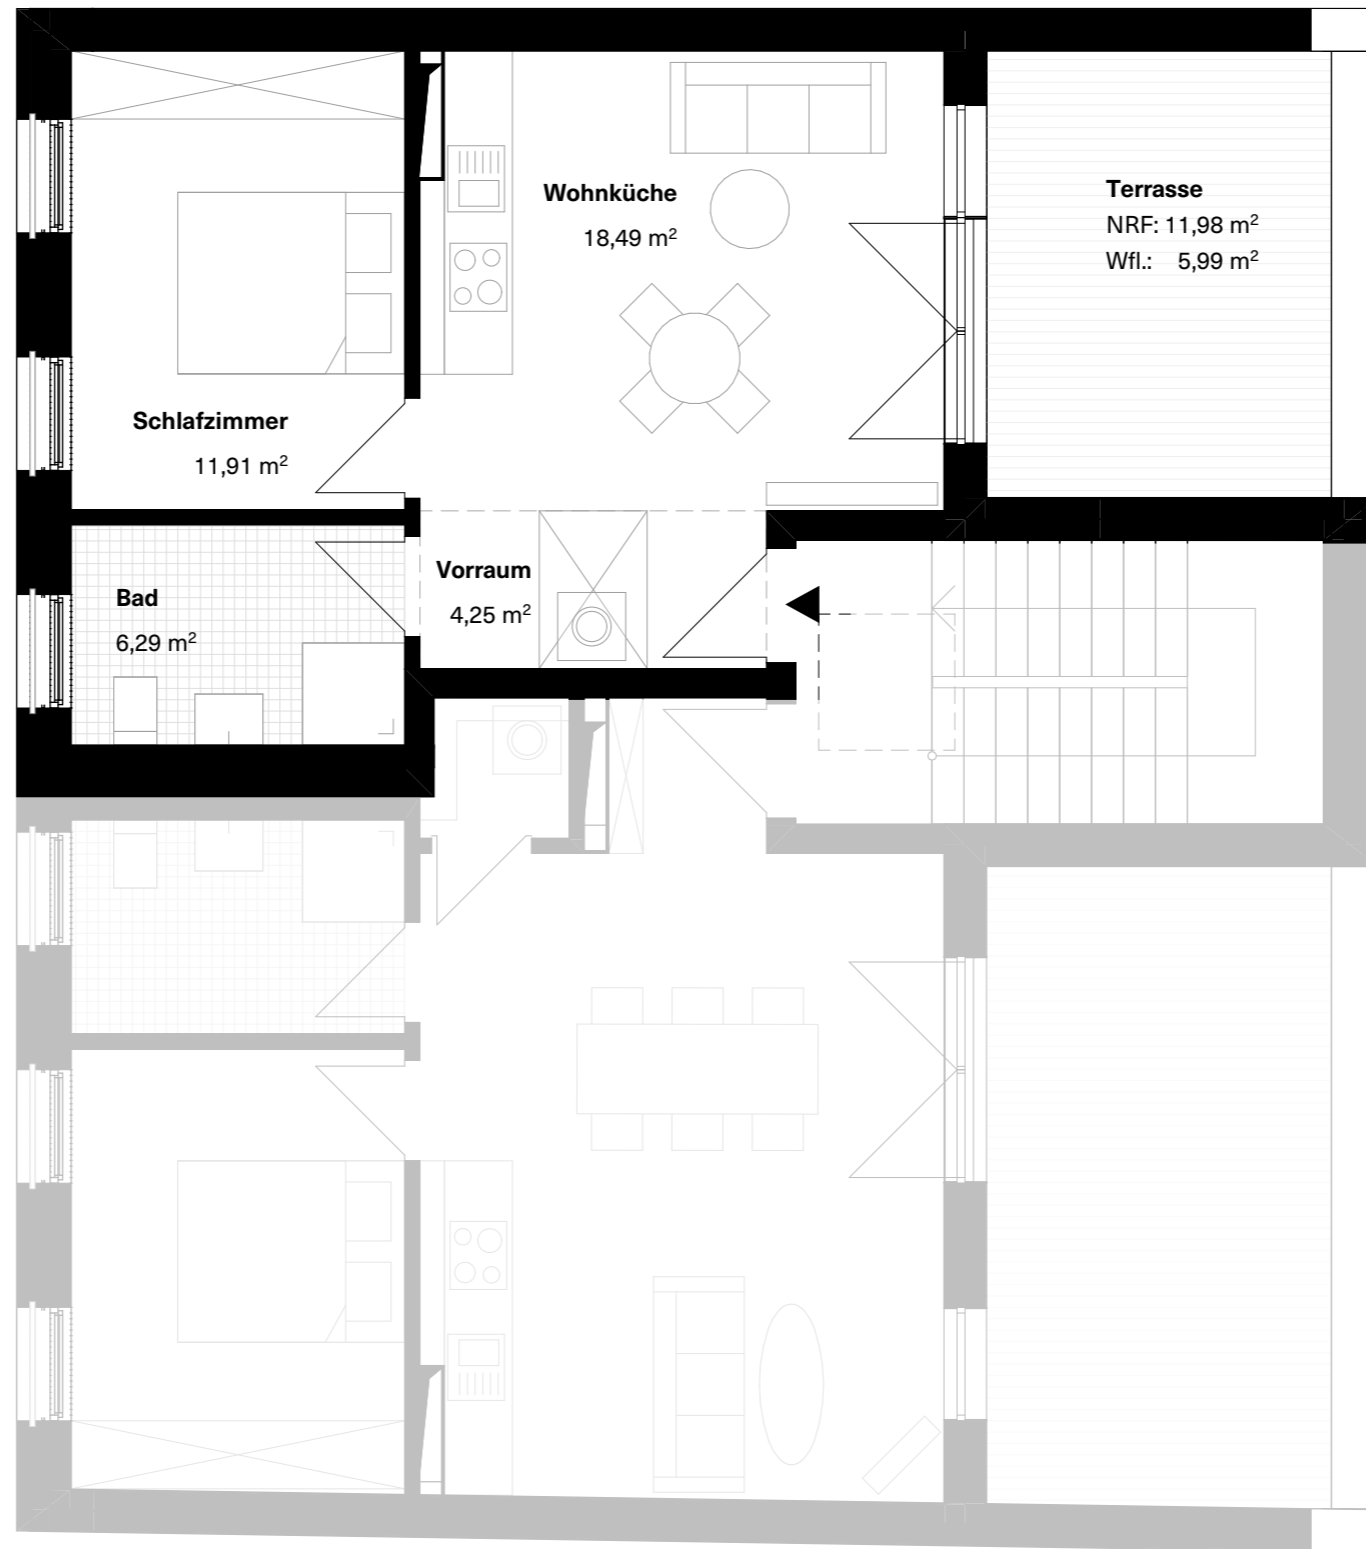 Wohnküche
18,49 m²
Terrasse
NRF: 11,98 m²
Wfl.: 5,99 m²
Schlafzimmer
11,91 m²
Vorraum
4,25 m²
Bad
6,29 m²